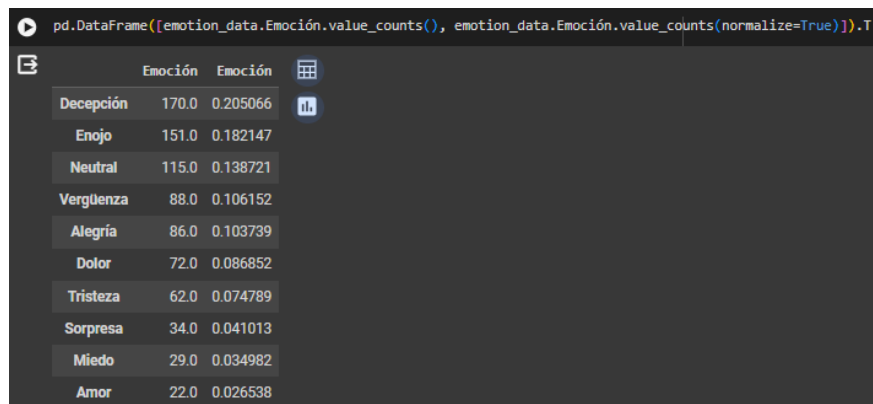 pd.DataFrame([emotion_data.Emoción.value_counts(), emotion_data.Emoción.value_counts(normalize=True)]).T
Emoción Emoción
Decepción 170.0 0.205066
Enojo 151.0 0.182147
Neutral 115.0 0.138721
Vergüenza 88.0 0.106152
Alegría 86.0 0.103739
Dolor 72.0 0.086852
Tristeza 62.0 0.074789
Sorpresa 34.0 0.041013
Miedo 29.0 0.034982
Amor 22.0 0.026538